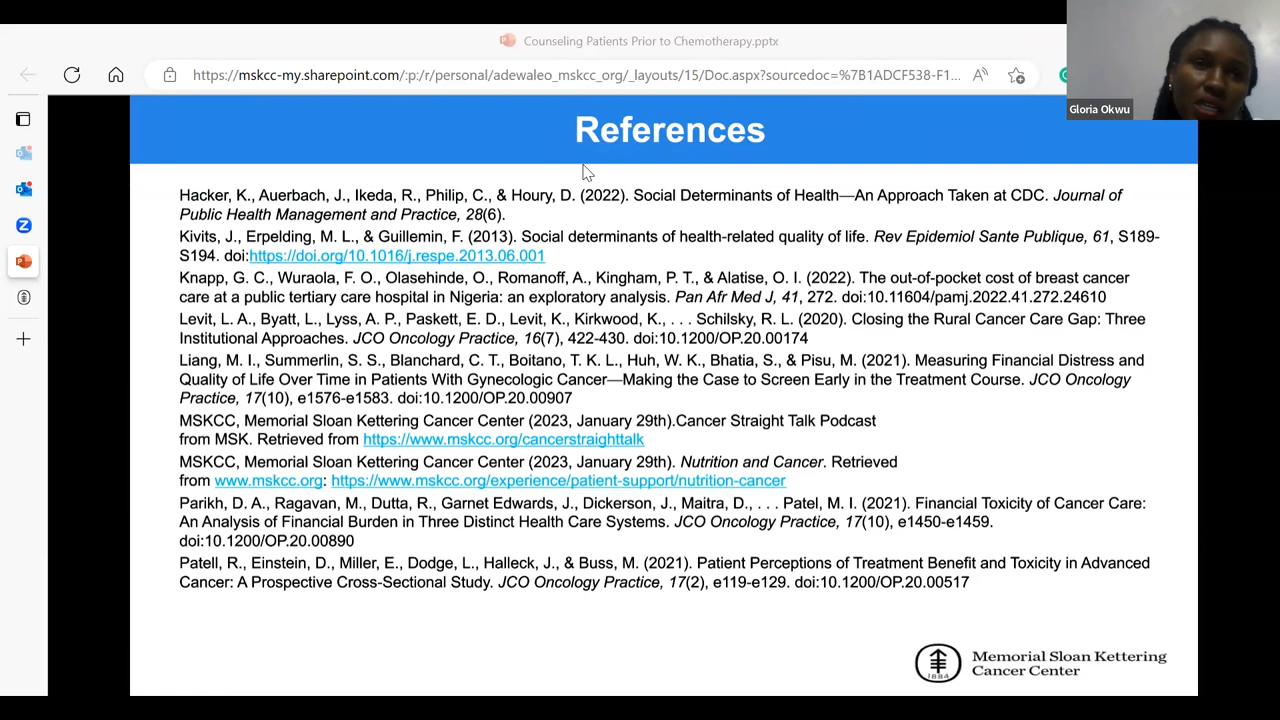 Counseling Patients Prior to Chemotherapy.pptx
https://mskcc-my.sharepoint.com/:p:/r/personal/adewaleo_mskcc_org/_layouts/15/Doc.aspx?sourcedoc=%7B1ADCF538-F1...
Gloria Okwu
References
Hacker, K., Auerbach, J., Ikeda, R., Philip, C., & Houry, D. (2022). Social Determinants of Health—An Approach Taken at CDC. Journal of
Public Health Management and Practice, 28(6).
Kivits, J., Erpelding, M. L., & Guillemin, F. (2013). Social determinants of health-related quality of life. Rev Epidemiol Sante Publique, 61, S189-
S194. doi:https://doi.org/10.1016/j.respe.2013.06.001
Knapp, G. C., Wuraola, F. O., Olasehinde, O., Romanoff, A., Kingham, P. T., & Alatise, O. I. (2022). The out-of-pocket cost of breast cancer
care at a public tertiary care hospital in Nigeria: an exploratory analysis. Pan Afr Med J, 41, 272. doi:10.11604/pamj.2022.41.272.24610
Levit, L. A., Byatt, L., Lyss, A. P., Paskett, E. D., Levit, K., Kirkwood, K., . . . Schilsky, R. L. (2020). Closing the Rural Cancer Care Gap: Three
Institutional Approaches. JCO Oncology Practice, 16(7), 422-430. doi:10.1200/OP.20.00174
Liang, M. I., Summerlin, S. S., Blanchard, C. T., Boitano, T. K. L., Huh, W. K., Bhatia, S., & Pisu, M. (2021). Measuring Financial Distress and
Quality of Life Over Time in Patients With Gynecologic Cancer—Making the Case to Screen Early in the Treatment Course. JCO Oncology
Practice, 17(10), e1576-e1583. doi:10.1200/OP.20.00907
MSKCC, Memorial Sloan Kettering Cancer Center (2023, January 29th).Cancer Straight Talk Podcast
from MSK. Retrieved from https://www.mskcc.org/cancerstraighttalk
MSKCC, Memorial Sloan Kettering Cancer Center (2023, January 29th). Nutrition and Cancer. Retrieved
from www.mskcc.org: https://www.mskcc.org/experience/patient-support/nutrition-cancer
Parikh, D. A., Ragavan, M., Dutta, R., Garnet Edwards, J., Dickerson, J., Maitra, D., . . . Patel, M. I. (2021). Financial Toxicity of Cancer Care:
An Analysis of Financial Burden in Three Distinct Health Care Systems. JCO Oncology Practice, 17(10), e1450-e1459.
doi:10.1200/OP.20.00890
Patell, R., Einstein, D., Miller, E., Dodge, L., Halleck, J., & Buss, M. (2021). Patient Perceptions of Treatment Benefit and Toxicity in Advanced
Cancer: A Prospective Cross-Sectional Study. JCO Oncology Practice, 17(2), e119-e129. doi:10.1200/OP.20.00517
1884
Memorial Sloan Kettering
Cancer Center